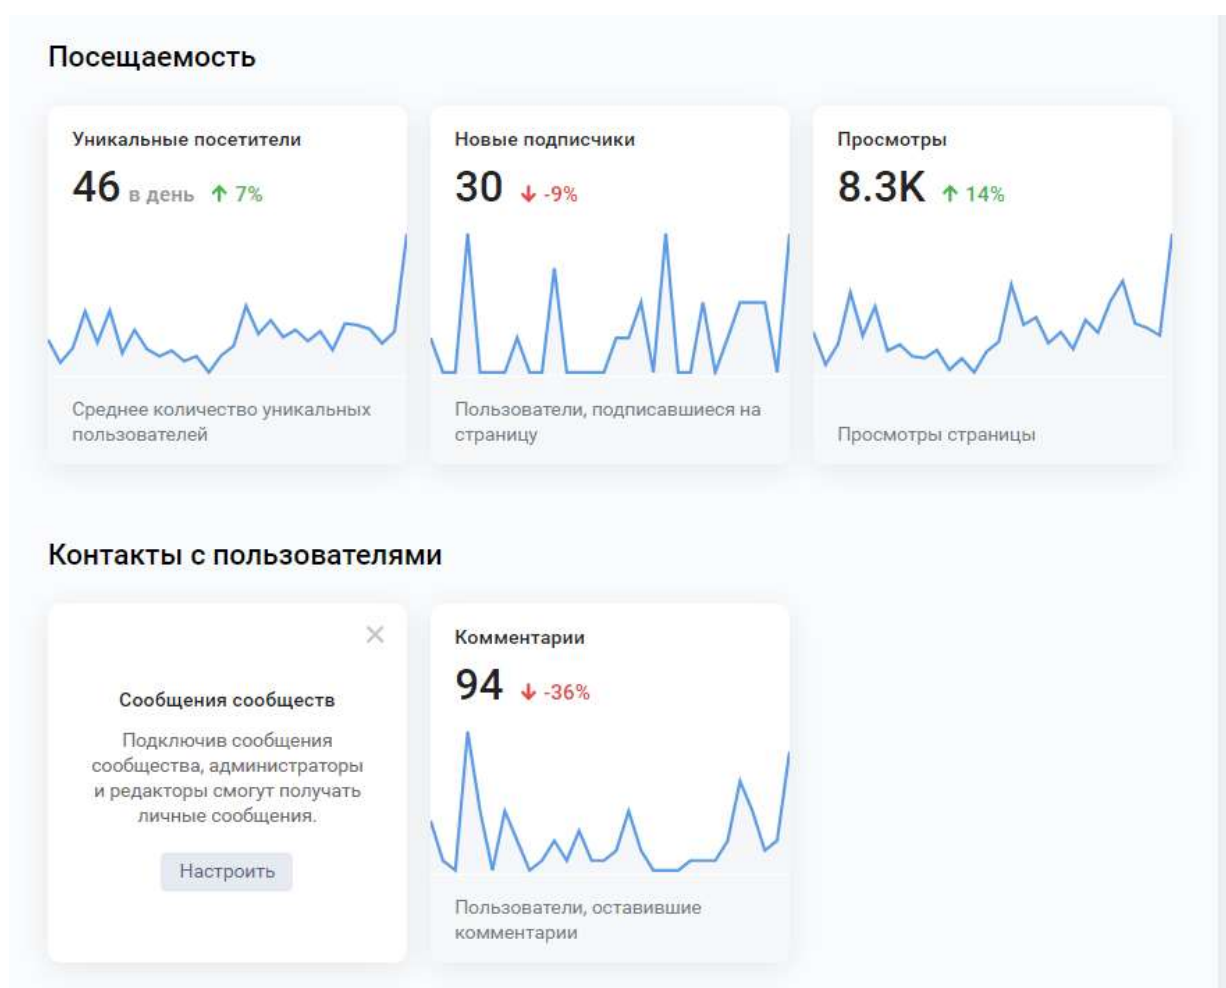 Посещаемость
Уникальные посетители
46 в день ↑ 7%
Среднее количество уникальных
пользователей
Новые подписчики
30 ↓ -9%
Пользователи, подписавшиеся на
страницу
Просмотры
8.3K ↑ 14%
Просмотры страницы
Контакты с пользователями
Сообщения сообществ
Подключив сообщения
сообщества, администраторы
и редакторы смогут получать
личные сообщения.
Настроить
Комментарии
94 ↓ -36%
Пользователи, оставившие
комментарии